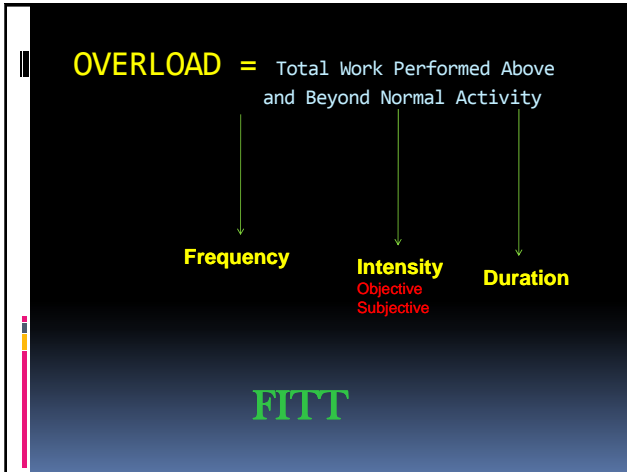 OVERLOAD = Total Work Performed Above
and Beyond Normal Activity
Frequency
Intensity
Objective
Subjective
Duration
FITT